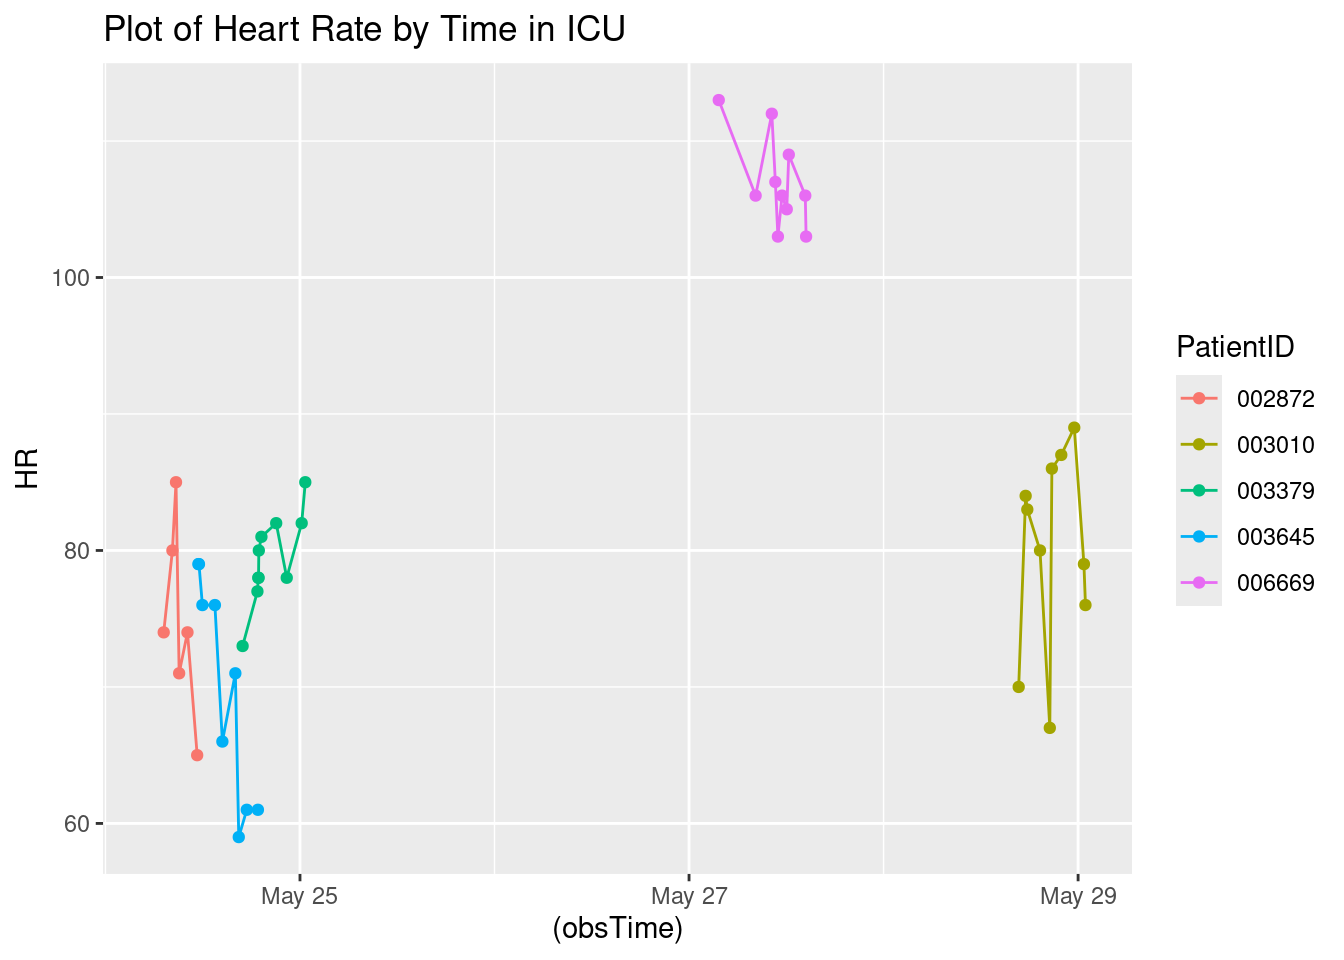 Plot of Heart Rate by Time in ICU
100
80
60
HR
May 25
May 27
May 29
(obsTime)
PatientID
002872
003010
003379
003645
006669